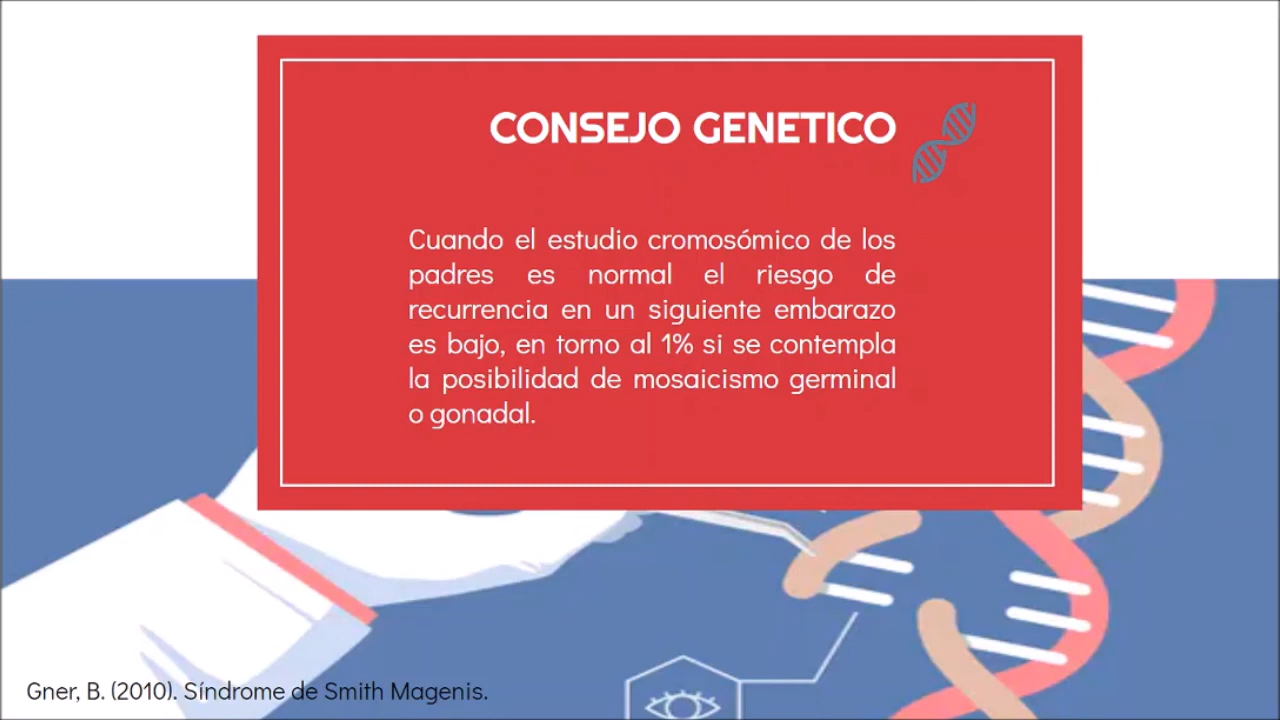 CONSEJO GENETICO
Cuando el estudio cromosómico de los
padres es normal el riesgo de
recurrencia en un siguiente embarazo
es bajo, en torno al 1% si se contempla
la posibilidad de mosaicismo germinal
o gonadal.
Gner, B. (2010). Síndrome de Smith Magenis.